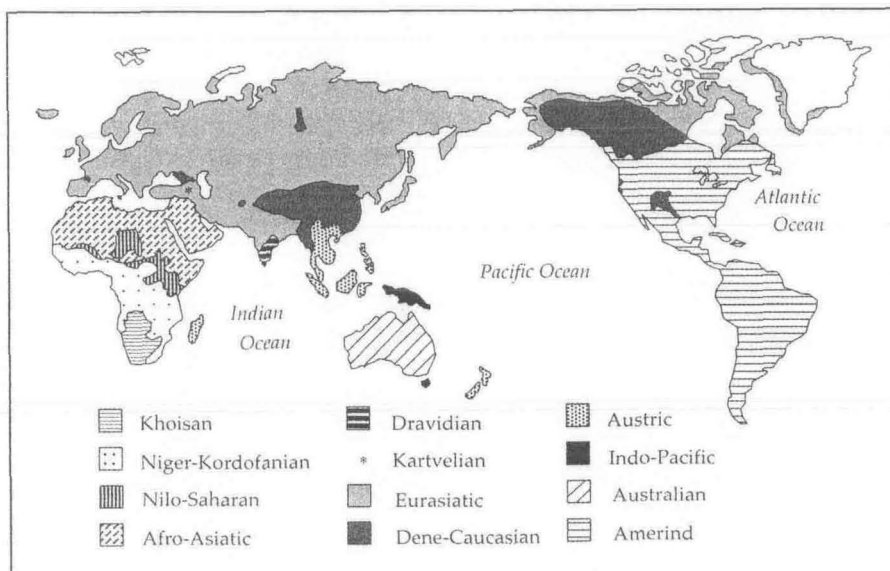 Atlantic
Ocean
Pacific Ocean
Indian
Ocean
Khoisan
Niger-Kordofanian
Nilo-Saharan
Afro-Asiatic
Dravidian
Kartvelian
Eurasiatic
Dene-Caucasian
Austric
Indo-Pacific
Australian
Amerind